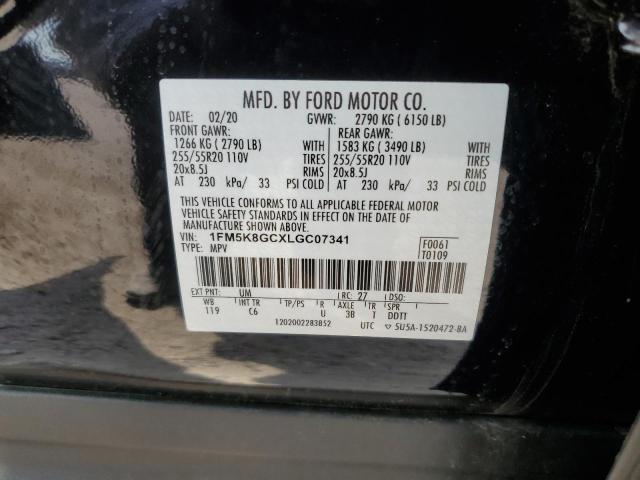 MFD. BY FORD MOTOR CO.
DATE: 02/20 GVWR: 2790 KG ( 6150 LB)
FRONT GAWR: REAR GAWR:
1266 KG ( 2790 LB) WITH 1583 KG ( 3490 LB) WITH
255/55R20 110V TIRES 255/55R20 110V TIRES
20x8.5J RIMS 20x8.5J RIMS
AT 230 kPa/ 33 PSI COLD AT 230 kPa/ 33 PSI COLD
THIS VEHICLE CONFORMS TO ALL APPLICABLE FEDERAL MOTOR
VEHICLE SAFETY STANDARDS IN EFFECT ON THE DATE OF
MANUFACTURE SHOWN ABOVE.
VIN: 1FM5K8GCXLGC07341 F0061
TYPE: MPV T0109
EXT PNT: UM RC: 27 DSO:
WB INT TR TP/PS R AXLE TR SPR
119 C6 U 3B T DDTT
1202002283852 UTC ▽ 5U5A-1520472-BA